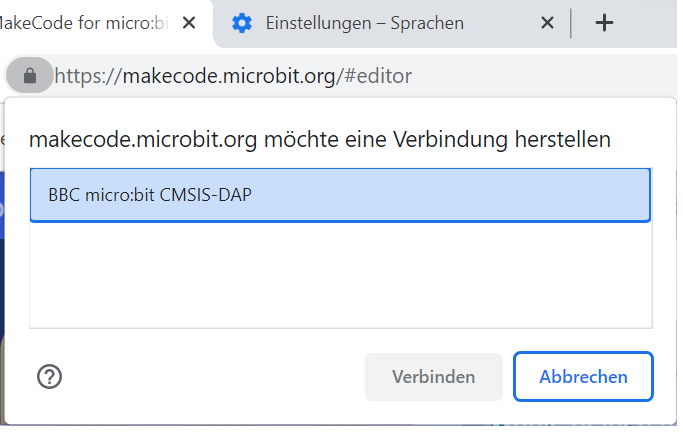 MakeCode for micro:bi
Einstellungen – Sprachen
https://makecode.microbit.org/#editor
makecode.microbit.org möchte eine Verbindung herstellen
BBC micro:bit CMSIS-DAP
Verbinden
Abbrechen